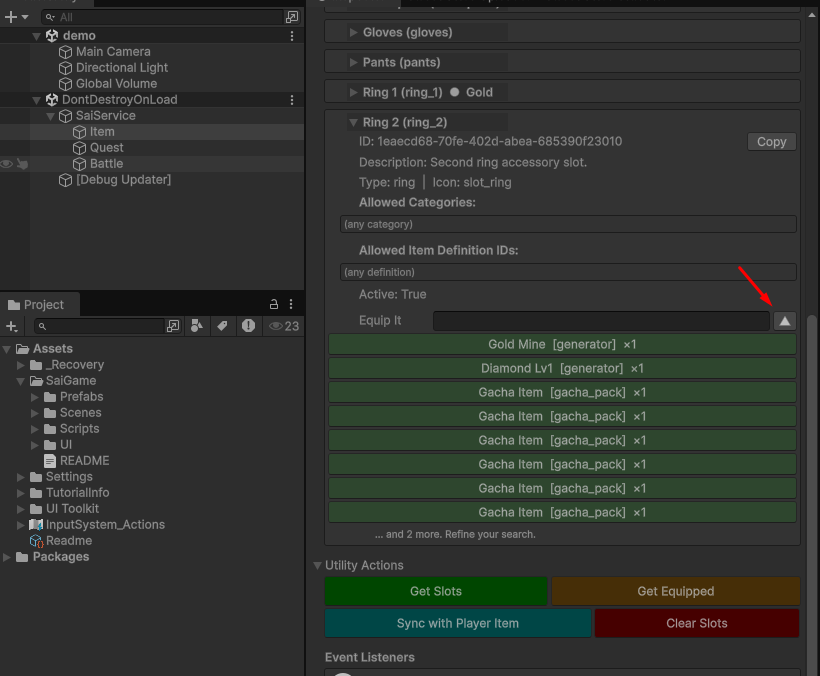 All
demo
Main Camera
Directional Light
Global Volume
DontDestroyOnLoad
SaiService
Item
Quest
Battle
[Debug Updater]
Project
23
Assets
_Recovery
SaiGame
Prefabs
Scenes
Scripts
UI
README
Settings
TutorialInfo
UI Toolkit
InputSystem_Actions
Readme
Packages
Gloves (gloves)
Pants (pants)
Ring 1 (ring_1) ● Gold
Ring 2 (ring_2)
ID: 1eaecd68-70fe-402d-abea-685390f23010
Copy
Description: Second ring accessory slot.
Type: ring | Icon: slot_ring
Allowed Categories:
(any category)
Allowed Item Definition IDs:
(any definition)
Active: True
Equip It
▲
Gold Mine [generator] ×1
Diamond Lv1 [generator] ×1
Gacha Item [gacha_pack] ×1
Gacha Item [gacha_pack] ×1
Gacha Item [gacha_pack] ×1
Gacha Item [gacha_pack] ×1
Gacha Item [gacha_pack] ×1
Gacha Item [gacha_pack] ×1
... and 2 more. Refine your search.
Utility Actions
Get Slots
Get Equipped
Sync with Player Item
Clear Slots
Event Listeners